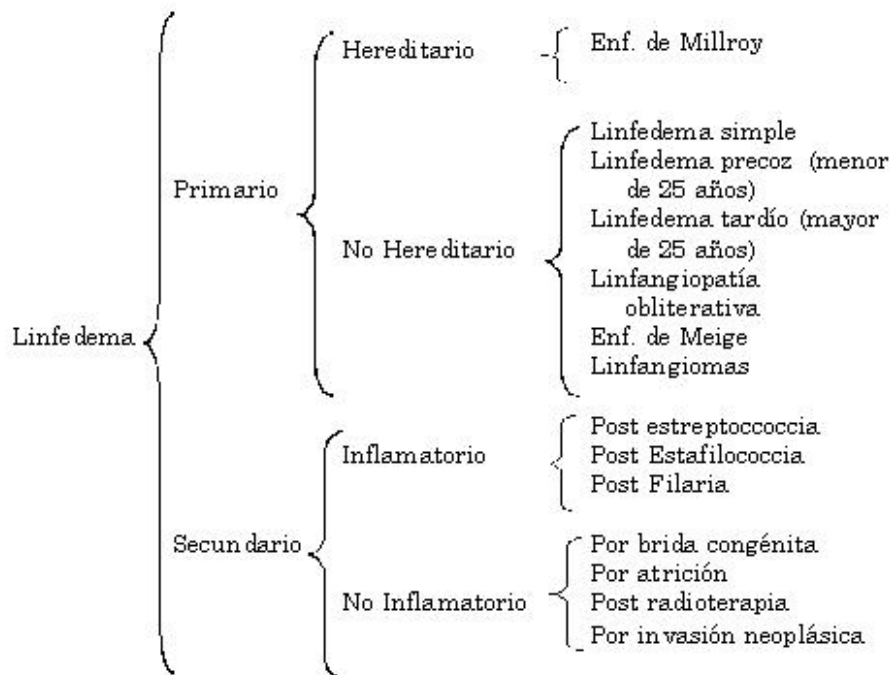 Hereditario
Enf. de Millroy
Linfedema simple
Linfedema precoz (menor
de 25 años)
Primario
Linfedema tardío (mayor
de 25 años)
No Hereditario
Linfangiopatía
obliterativa
Linfedema
Enf. de Meige
Linfangiomas
Post estreptoccoccia
Inflamatorio
Post Estafilococcia
Post Filaria
Secundario
Por brida congénita
Por atrición
No Inflamatorio
Post radioterapia
Por invasión neoplásica